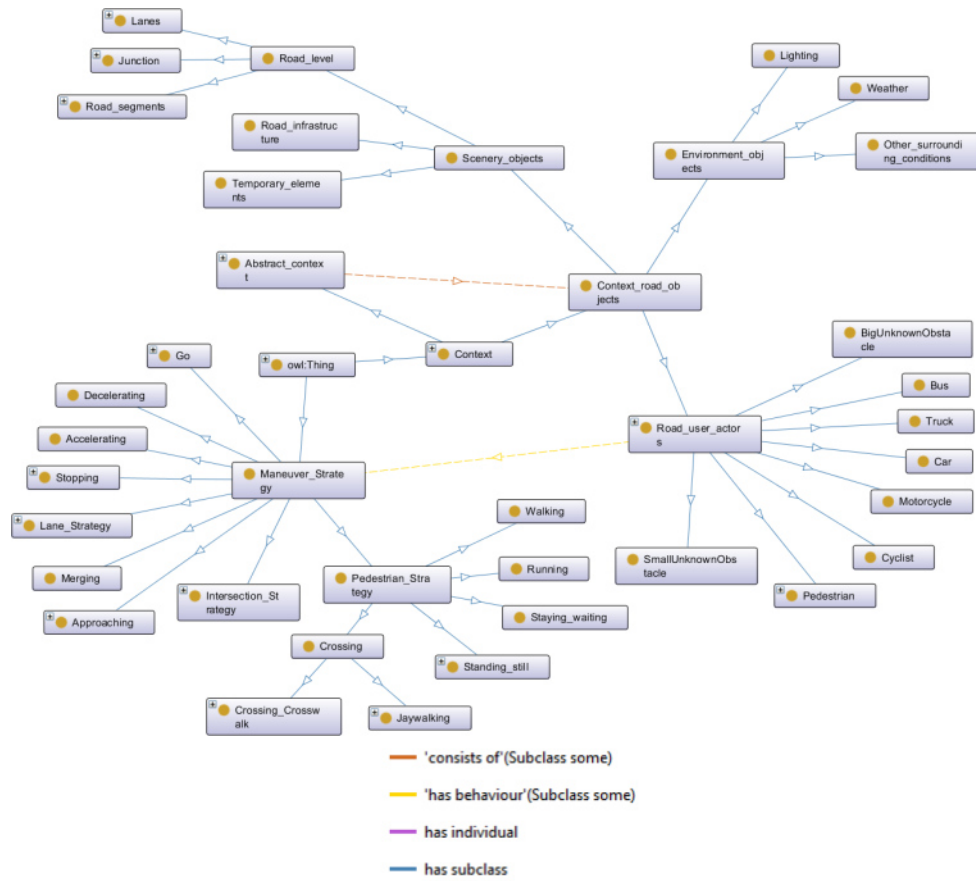 Lanes
Junction
Road_segments
Road_level
Road_infrastruc
ture
Temporary_eleme
nts
Scenery_objects
Lighting
Weather
Environment_obj
ects
Other_surroundi
ng_conditions
Abstract_contex
t
Context_road_ob
jects
Context
owl:Thing
Go
Decelerating
Accelerating
Stopping
Lane_Strategy
Merging
Approaching
Maneuver_Strate
gy
Intersection_St
rategy
Pedestrian_Stra
tegy
Walking
Running
Staying_waiting
Standing_still
Crossing
Crossing_Crossw
alk
Jaywalking
Road_user_actor
s
BigUnknownObsta
cle
Bus
Truck
Car
Motorcycle
Cyclist
Pedestrian
SmallUnknownObs
tacle
'consists of'(Subclass some)
'has behaviour'(Subclass some)
has individual
has subclass